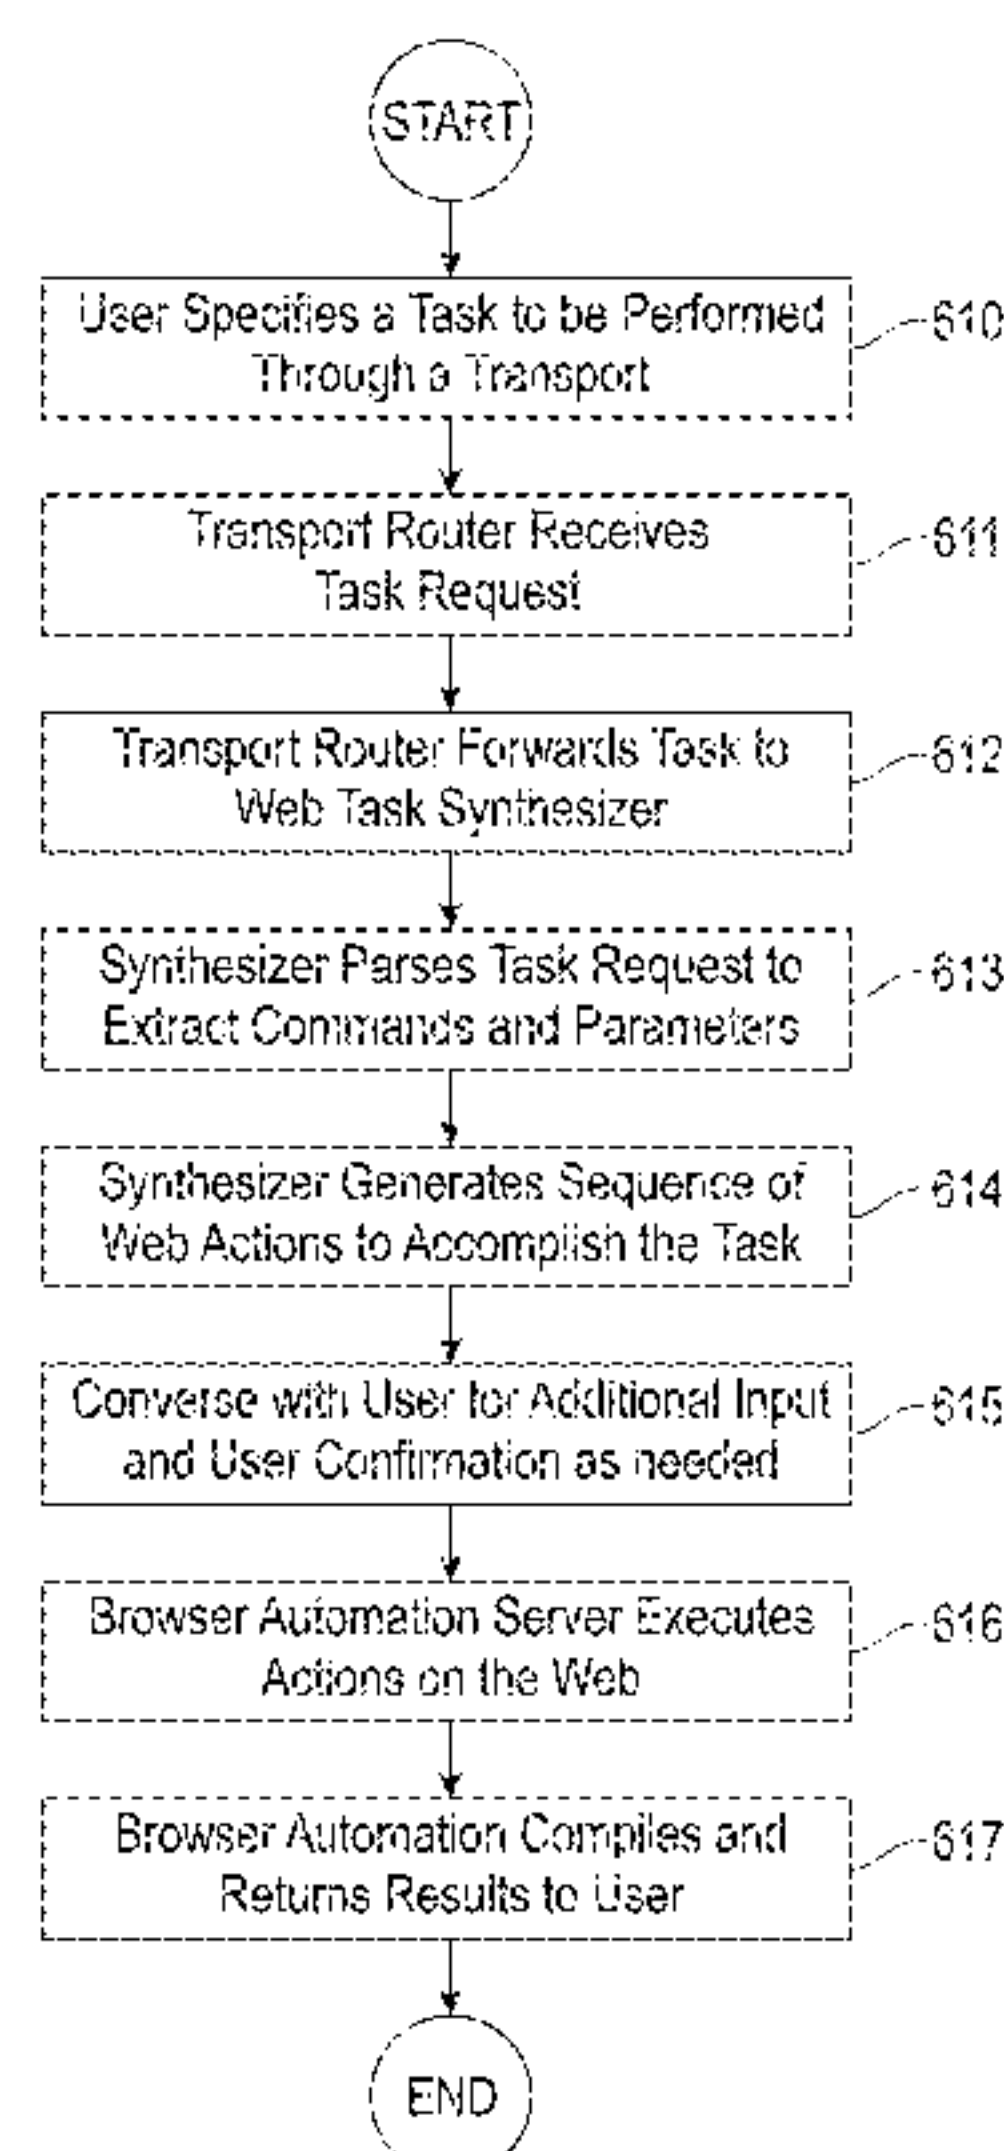 START
User Specifies a Task to be Performed
Through a Transport
610
Transport Router Receives
Task Request
611
Transport Router Forwards Task to
Web Task Synthesizer
612
Synthesizer Parses Task Request to
Extract Commands and Parameters
613
Synthesizer Generates Sequence of
Web Actions to Accomplish the Task
614
Converse with User for Additional Input
and User Confirmation as needed
615
Browser Automation Server Executes
Actions on the Web
616
Browser Automation Compiles and
Returns Results to User
617
END